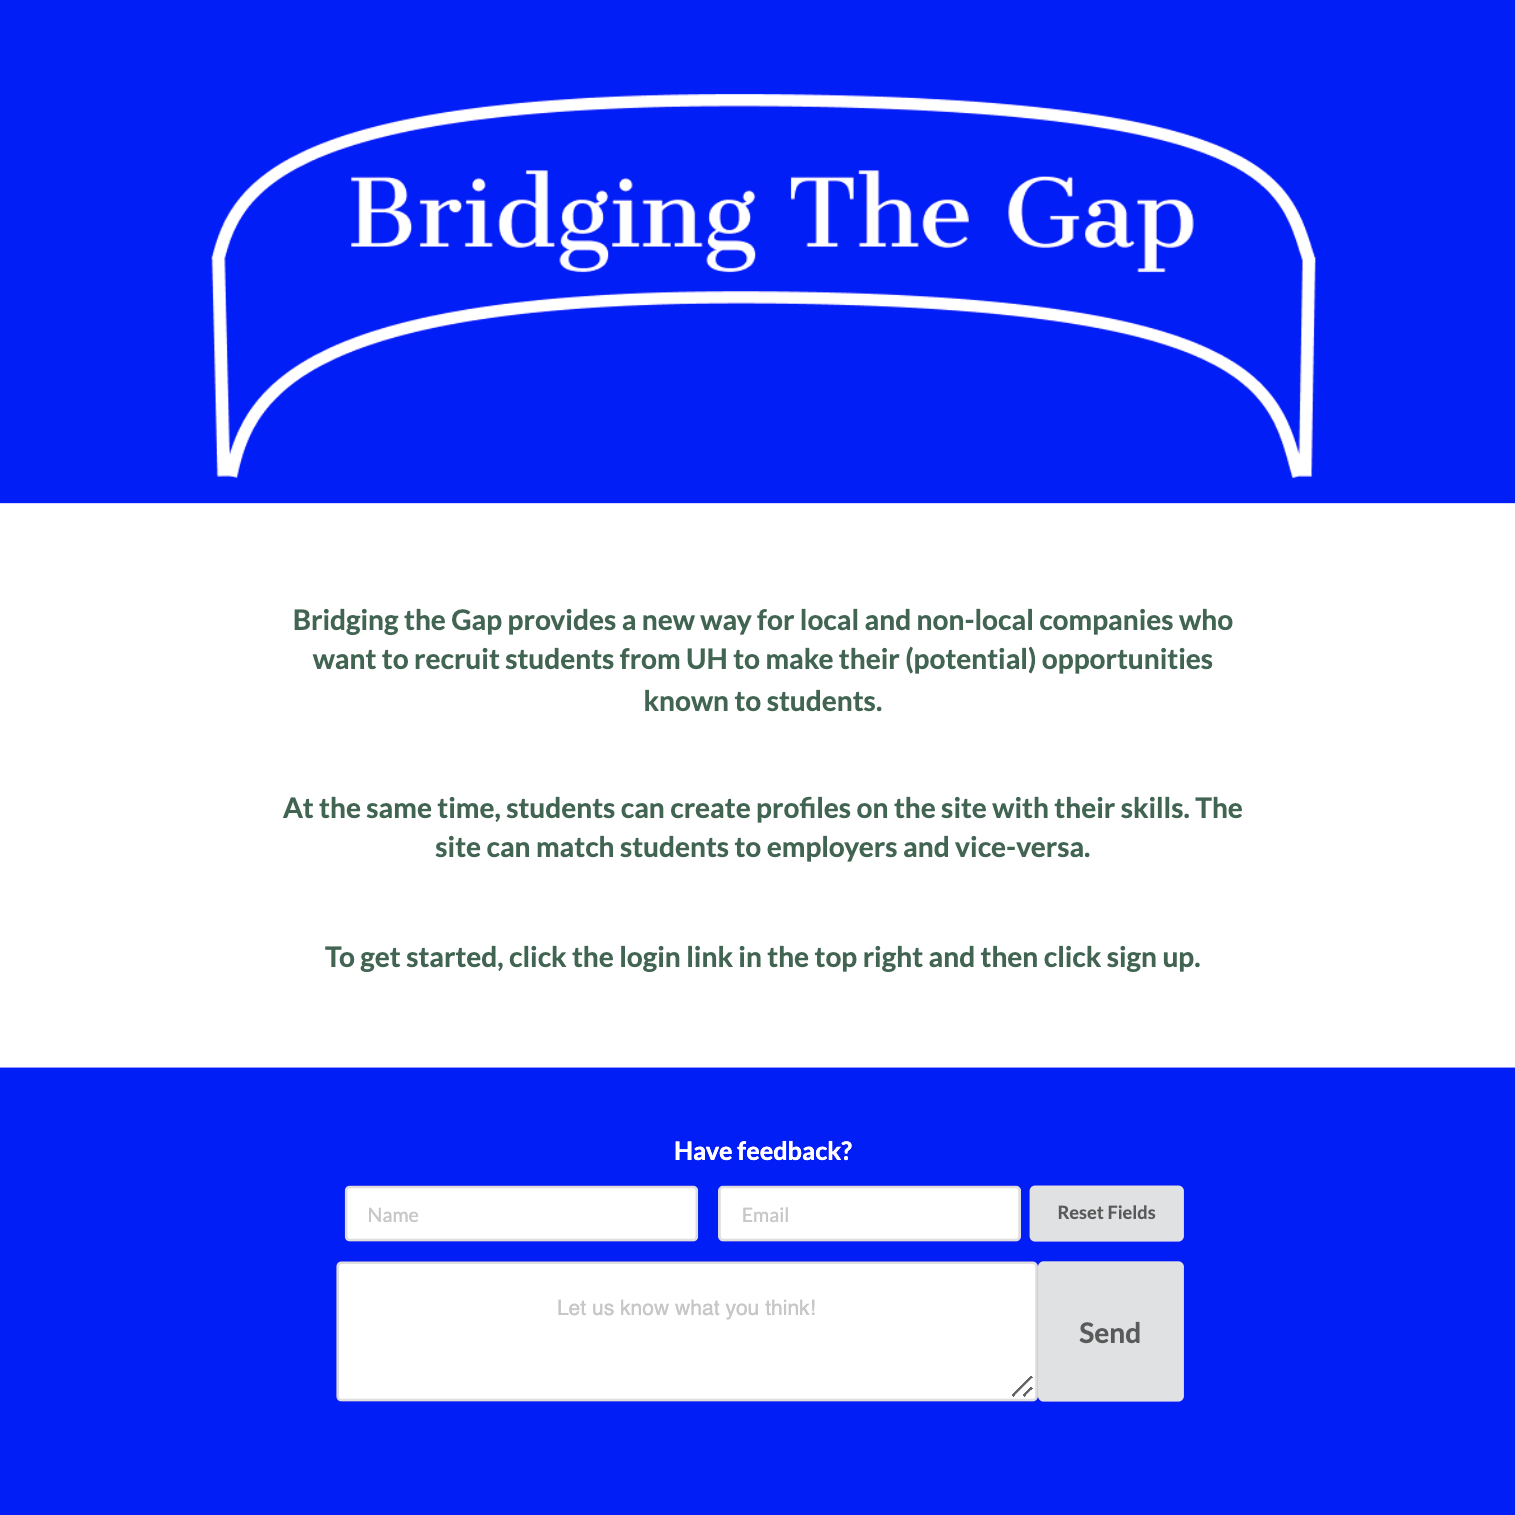 Bridging The Gap
Bridging the Gap provides a new way for local and non-local companies who
want to recruit students from UH to make their (potential) opportunities
known to students.
At the same time, students can create profiles on the site with their skills. The
site can match students to employers and vice-versa.
To get started, click the login link in the top right and then click sign up.
Have feedback?
Name
Email
Reset Fields
Let us know what you think!
Send